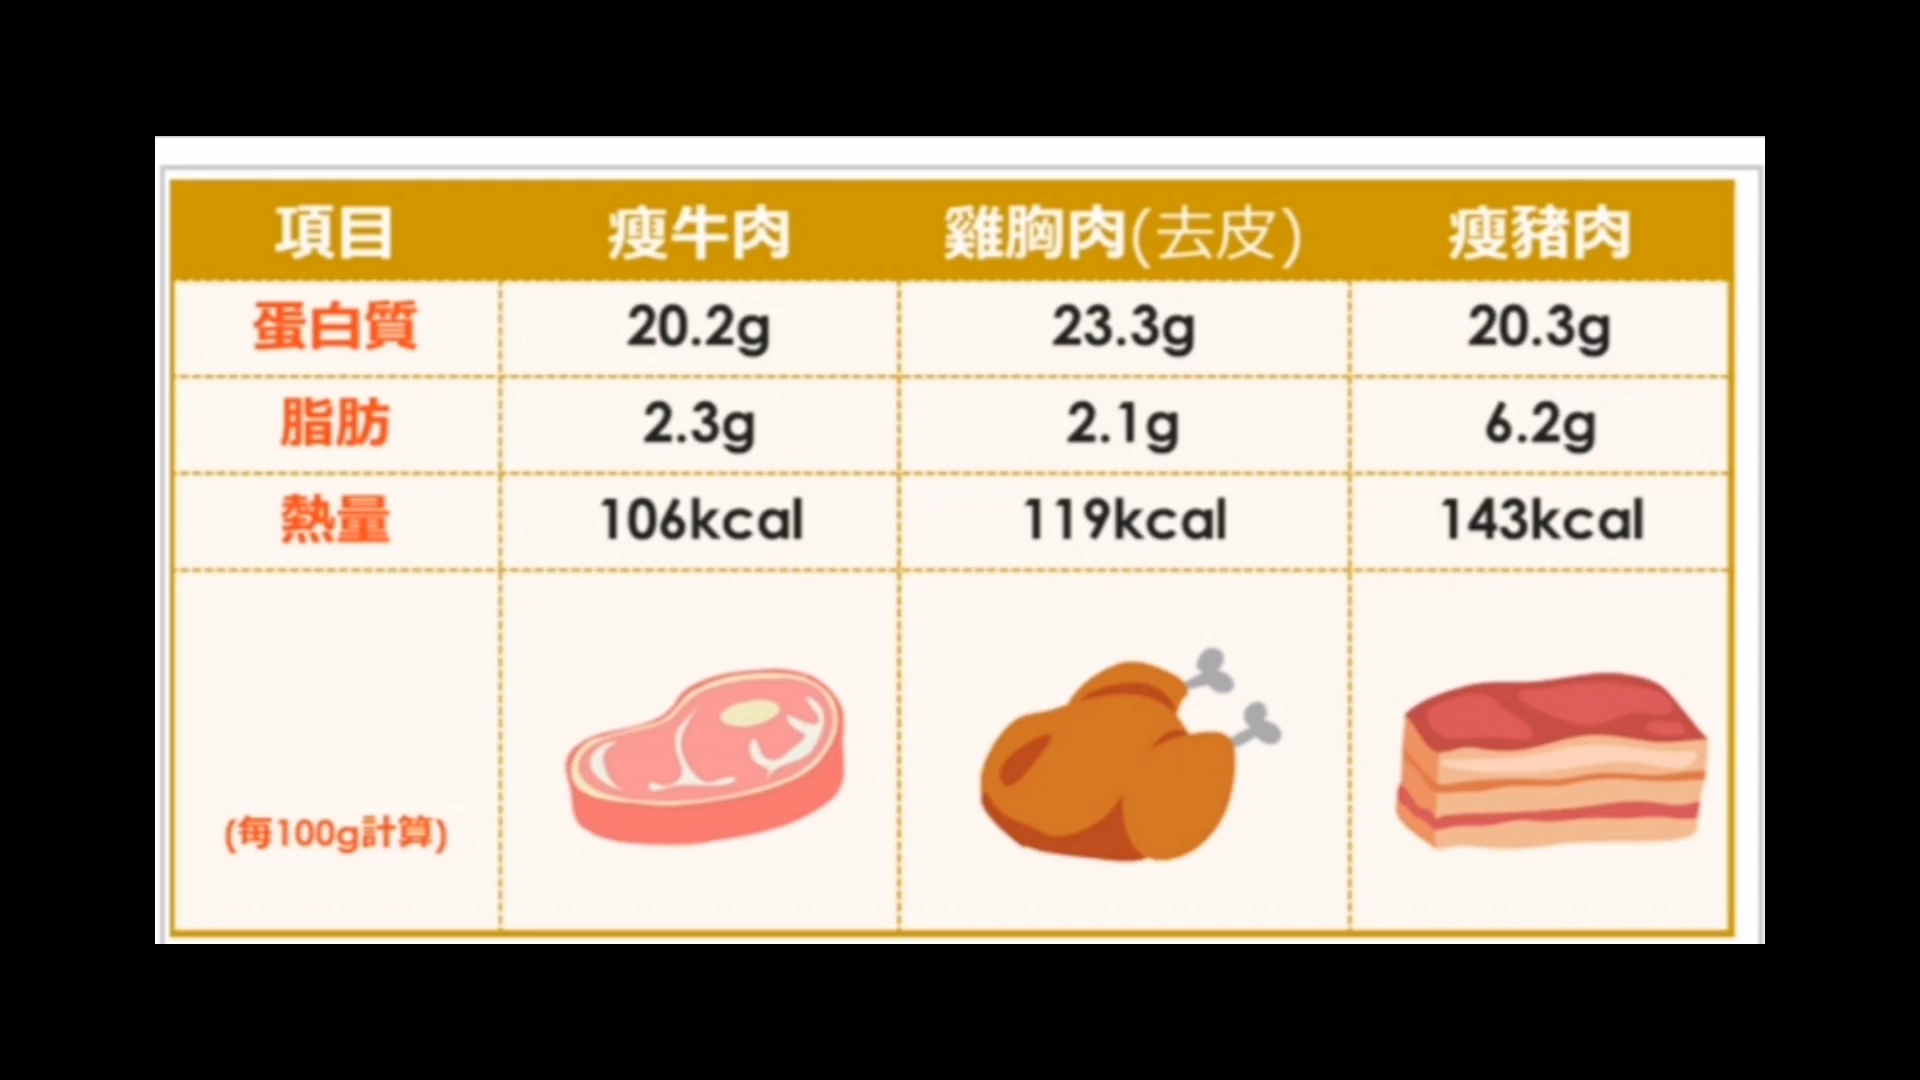 項目 瘦牛肉 雞胸肉(去皮) 瘦豬肉
蛋白質 20.2g 23.3g 20.3g
脂肪 2.3g 2.1g 6.2g
熱量 106kcal 119kcal 143kcal
(每100g計算)